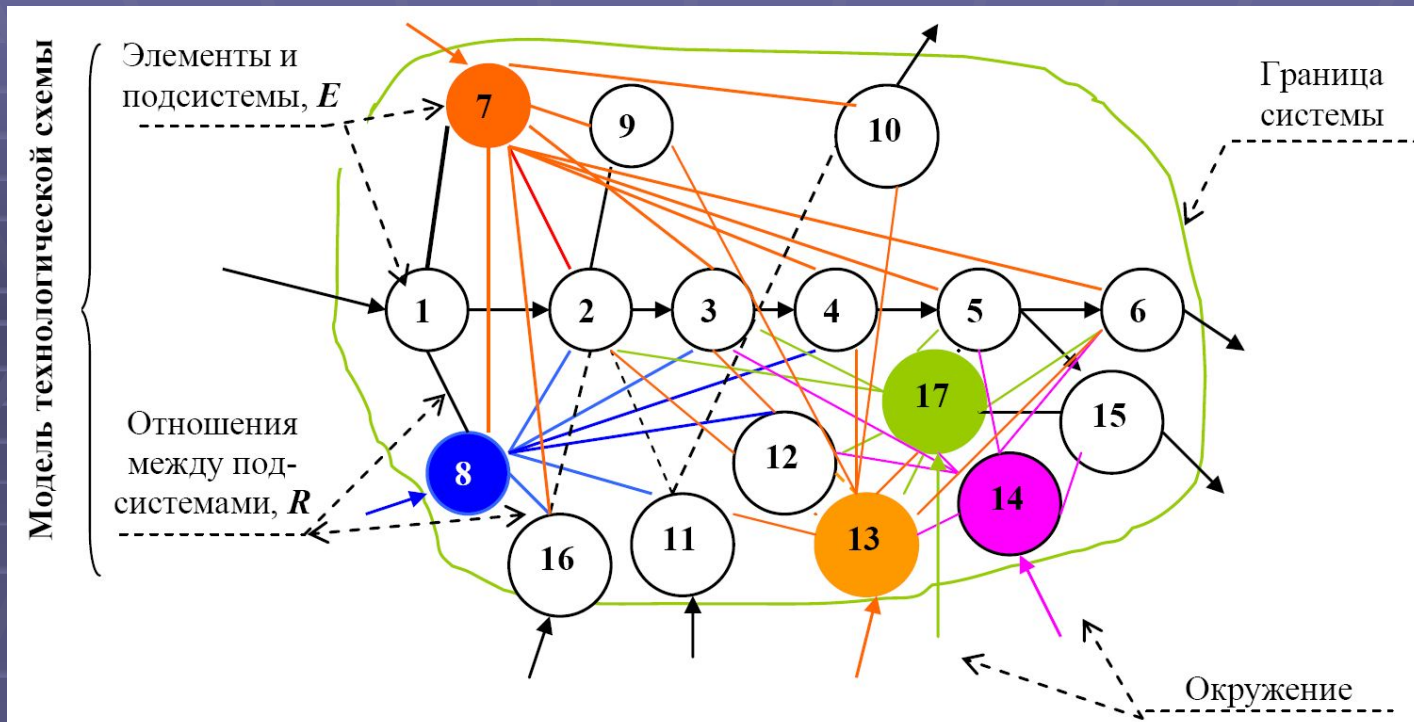 Модель технологической схемы
Элементы и
подсистемы, E
Граница
системы
7
9
10
1
2
3
4
5
6
17
15
12
8
14
16
11
13
Отношения
между под-
системами, R
Окружение